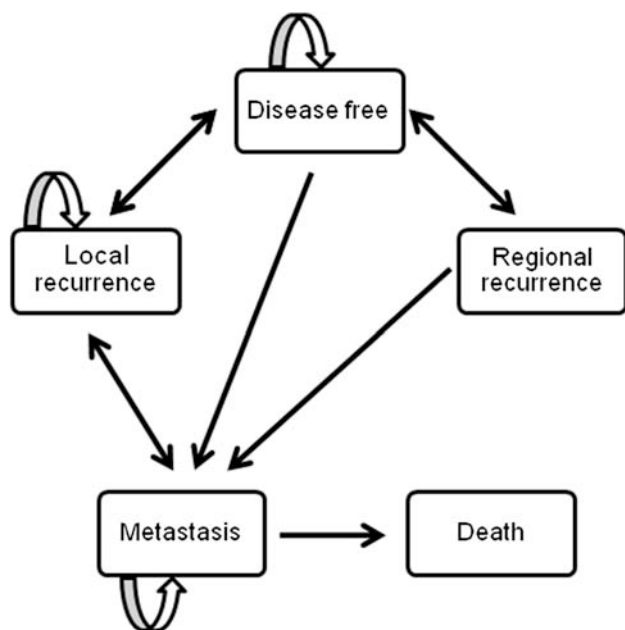 Disease free
Local
recurrence
Regional
recurrence
Metastasis
Death